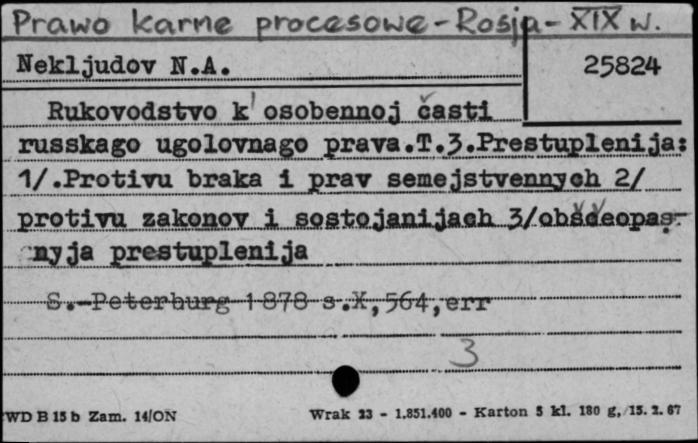 Prawo karne procesowe - Rosja - XIX w.
Nekljudov N.A.
25824
Rukovodstvo k' osobennoj časti
russkago ugolovnago prava.T.3.Prestuplenija:
1/.Protivu braka i prav semejstvennych 2/
protivu zakonov i sostojanijach 3/obščeopas-
nyja prestuplenija
S.-Peterburg 1878 s.X,564,err
3
WD B 15 b Zam. 14/ON
Wrak 23 - 1.851.400 - Karton 5 kl. 180 g, 15. 2. 67